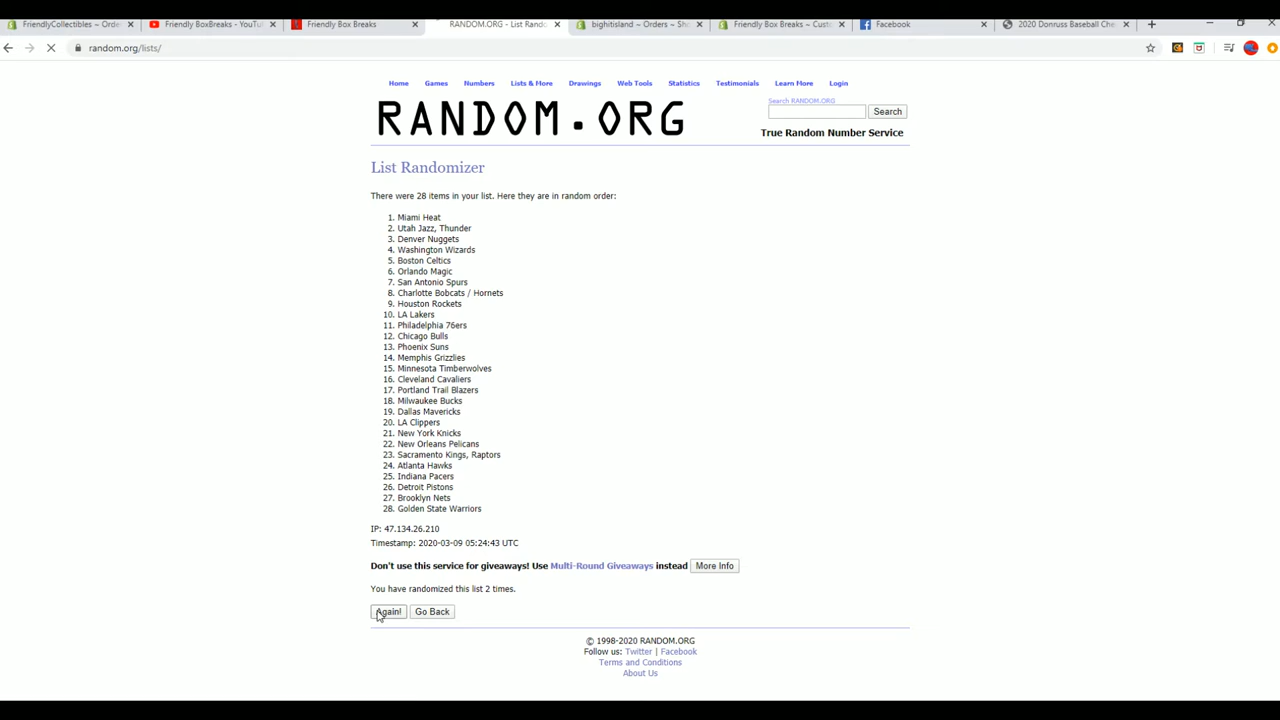 FriendlyCollectibles ~ Orde
Friendly BoxBreaks - YouTu
Friendly Box Breaks
RANDOM.ORG - List Rando
bighitisland ~ Orders ~ Sho
Friendly Box Breaks ~ Custo
Facebook
2020 Donruss Baseball Che
random.org/lists/
Home Games Numbers Lists & More Drawings Web Tools Statistics Testimonials Learn More Login
RANDOM.ORG
Search RANDOM.ORG
Search
True Random Number Service
List Randomizer
There were 28 items in your list. Here they are in random order:
1. Miami Heat
2. Utah Jazz, Thunder
3. Denver Nuggets
4. Washington Wizards
5. Boston Celtics
6. Orlando Magic
7. San Antonio Spurs
8. Charlotte Bobcats / Hornets
9. Houston Rockets
10. LA Lakers
11. Philadelphia 76ers
12. Chicago Bulls
13. Phoenix Suns
14. Memphis Grizzlies
15. Minnesota Timberwolves
16. Cleveland Cavaliers
17. Portland Trail Blazers
18. Milwaukee Bucks
19. Dallas Mavericks
20. LA Clippers
21. New York Knicks
22. New Orleans Pelicans
23. Sacramento Kings, Raptors
24. Atlanta Hawks
25. Indiana Pacers
26. Detroit Pistons
27. Brooklyn Nets
28. Golden State Warriors
IP: 47.134.26.210
Timestamp: 2020-03-09 05:24:43 UTC
Don't use this service for giveaways! Use Multi-Round Giveaways instead More Info
You have randomized this list 2 times.
Again! Go Back
© 1998-2020 RANDOM.ORG
Follow us: Twitter | Facebook
Terms and Conditions
About Us